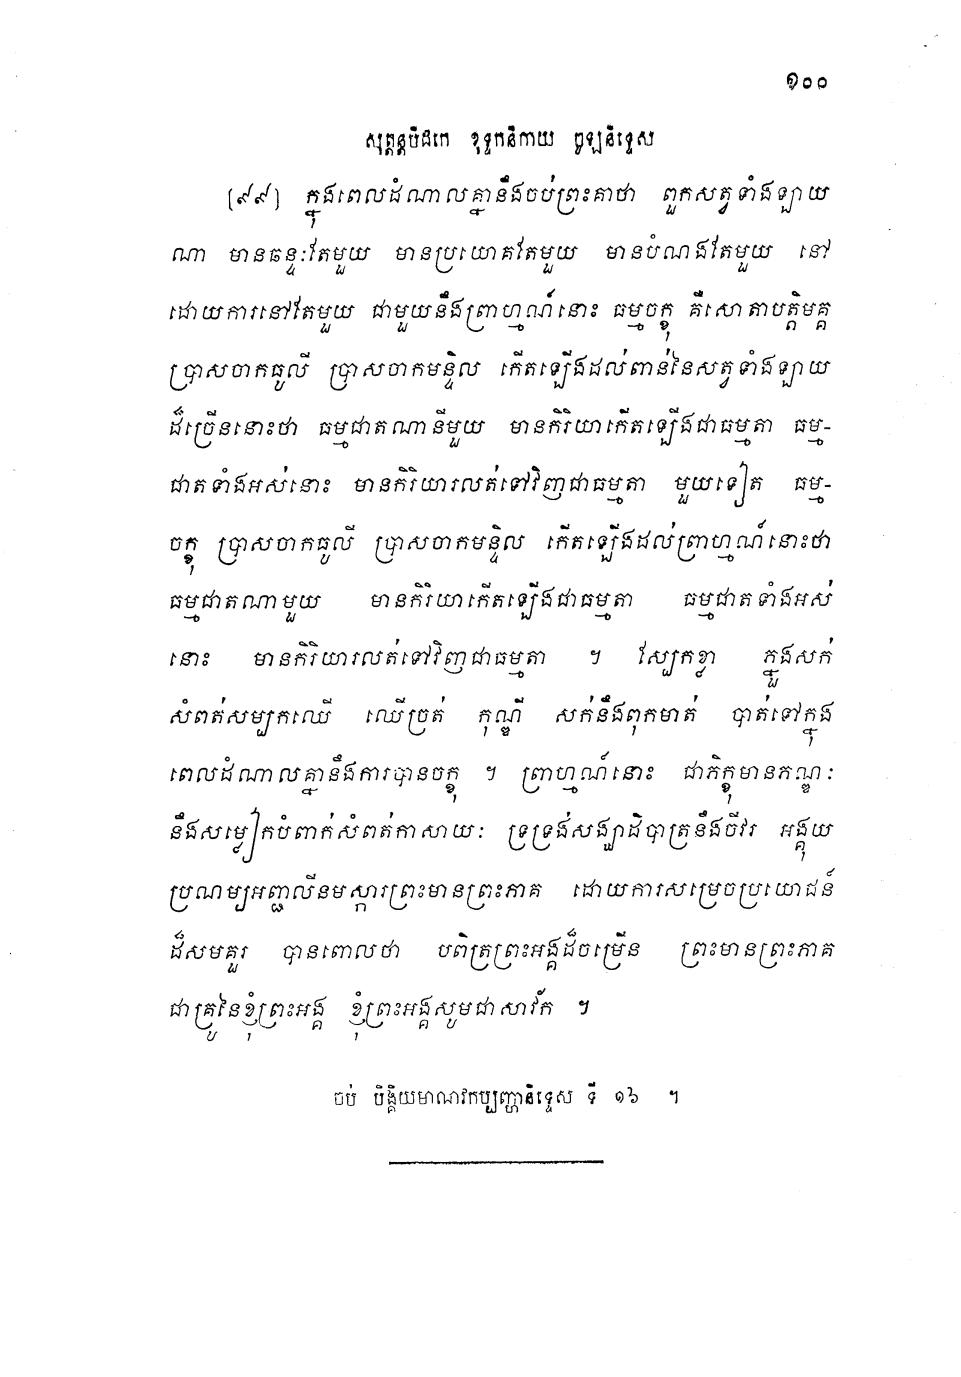 ១០០
សុត្តន្តបិដកេ ខុទ្ទកនិកាយ ចូឡនិទ្ទេស
[៩៩] ក្នុងពេលដំណាលគ្នានឹងចប់ព្រះគាថា ពួកសត្វទាំងឡាយ
ណា មានឆន្ទៈតែមួយ មានប្រយោគតែមួយ មានបំណងតែមួយ នៅ
ដោយការនៅតែមួយ ជាមួយនឹងព្រាហ្មណ៍នោះ ធម្មចក្ខុ គឺសោតាបត្តិមគ្គ
ប្រាសចាកធូលី ប្រាសចាកមន្ទិល កើតឡើងដល់ពាន់នៃសត្វទាំងឡាយ
ដ៏ច្រើននោះថា ធម្មជាតណានីមួយ មានកិរិយាកើតឡើងជាធម្មតា ធម្ម-
ជាតទាំងអស់នោះ មានកិរិយារលត់ទៅវិញជាធម្មតា មួយទៀត ធម្ម-
ចក្ខុ ប្រាសចាកធូលី ប្រាសចាកមន្ទិល កើតឡើងដល់ព្រាហ្មណ៍នោះថា
ធម្មជាតណាមួយ មានកិរិយាកើតឡើងជាធម្មតា ធម្មជាតទាំងអស់
នោះ មានកិរិយារលត់ទៅវិញជាធម្មតា ។ ស្បែកខ្លា ភ្នួងសក់
សំពត់សម្បកឈើ ឈើច្រត់ កុណ្ឌី សក់នឹងពុកមាត់ បាត់ទៅក្នុង
ពេលដំណាលគ្នានឹងការបានចក្ខុ ។ ព្រាហ្មណ៍នោះ ជាភិក្ខុមានភណ្ឌៈ
នឹងសម្លៀកបំពាក់សំពត់កាសាយៈ ទ្រទ្រង់សង្ឃាដិបាត្រនឹងចីវរ អង្គុយ
ប្រណម្យអញ្ជលីនមស្ការព្រះមានព្រះភាគ ដោយការសម្រេចប្រយោជន៍
ដ៏សមគួរ បានពោលថា បពិត្រព្រះអង្គដ៏ចម្រើន ព្រះមានព្រះភាគ
ជាគ្រូនៃខ្ញុំព្រះអង្គ ខ្ញុំព្រះអង្គសូមជាសាវ័ក ។
ចប់ បិង្គិយមាណវកប្បញ្ហានិទ្ទេស ទី ១៦ ។